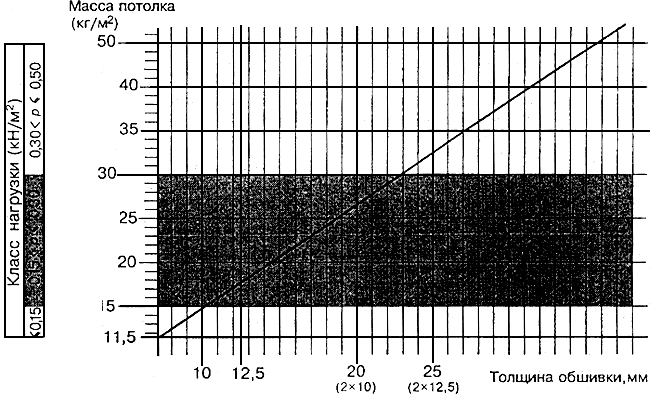 Масса потолка
(кг/м²)
Класс нагрузки (кН/м²)
0,30 < p ≤ 0,50
<0,15
50
40
35
30
25
20
15
11,5
10 12,5 20 25
(2×10) (2×12,5)
Толщина обшивки, мм